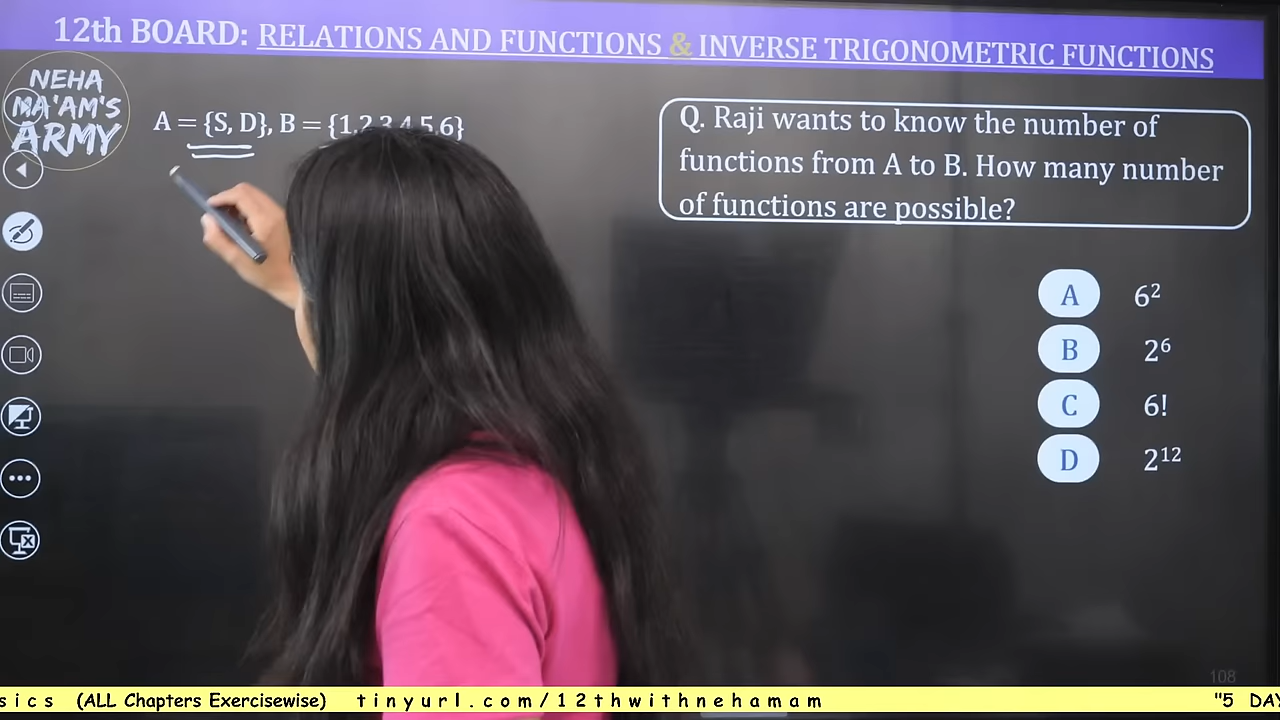 12th BOARD: RELATIONS AND FUNCTIONS & INVERSE TRIGONOMETRIC FUNCTIONS
NEHA
MA'AM'S
ARMY
A = {S, D}, B = {1,2,3,4,5,6}
Q. Raji wants to know the number of
functions from A to B. How many number
of functions are possible?
A 6²
B 2⁶
C 6!
D 2¹²
108
sics (ALL Chapters Exercisewise) tinyurl.com/12thwithnehamam "5 DAY